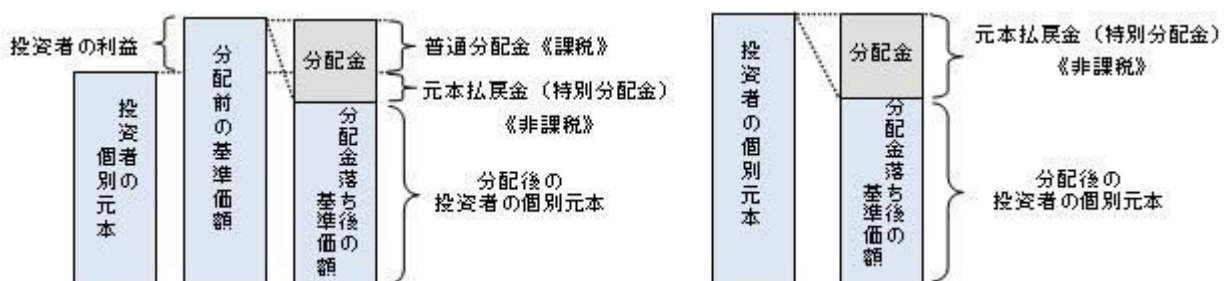 投資者の利益
投資者の
個別元本
分配前の基準価額
分配金
分配金落ち後の
基準価額
普通分配金《課税》
元本払戻金（特別分配金）
《非課税》
分配後の
投資者の個別元本
投資者の個別元本
分配金
分配金落ち後の
基準価額
元本払戻金（特別分配金）
《非課税》
分配後の
投資者の個別元本